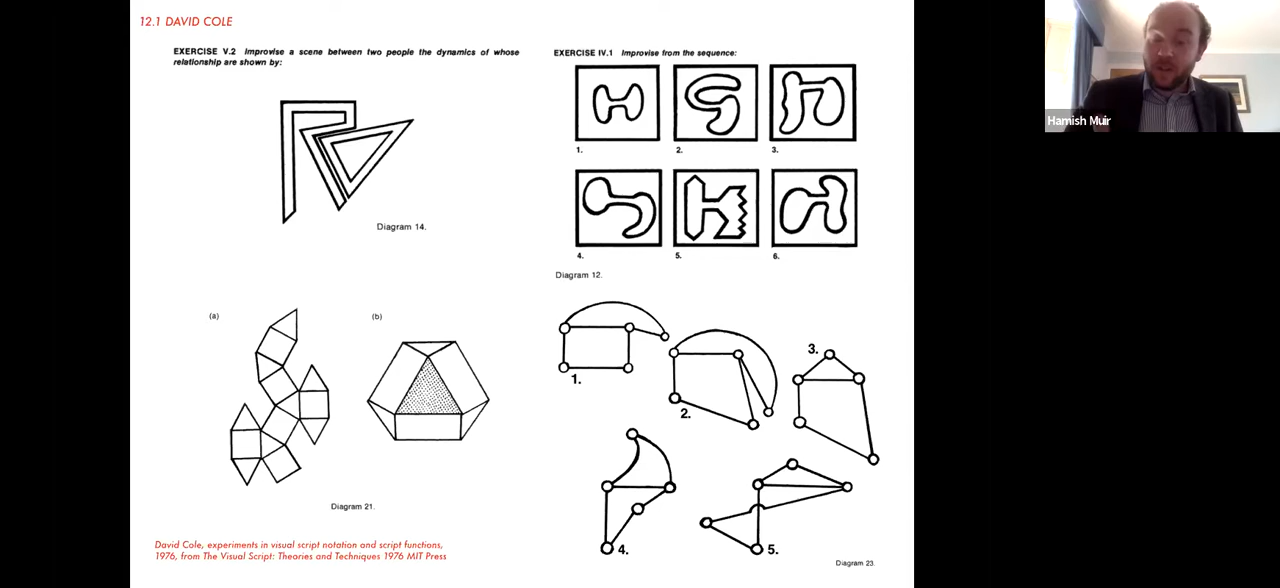 12.1 DAVID COLE
EXERCISE V.2 Improvise a scene between two people the dynamics of whose
relationship are shown by:
Diagram 14.
(a)
(b)
Diagram 21.
David Cole, experiments in visual script notation and script functions,
1976, from The Visual Script: Theories and Techniques 1976 MIT Press
EXERCISE IV.1 Improvise from the sequence:
1.
2.
3.
4.
5.
6.
Diagram 12.
1.
2.
3.
4.
5.
Diagram 23.
Hamish Muir